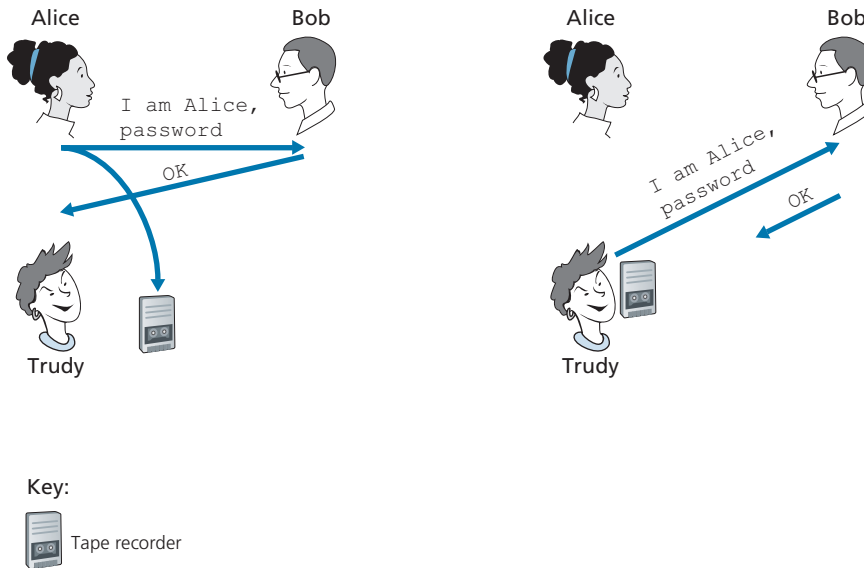 Alice
Bob
I am Alice,
password
OK
Trudy
Alice
Bob
I am Alice,
password
OK
Trudy
Key:
Tape recorder